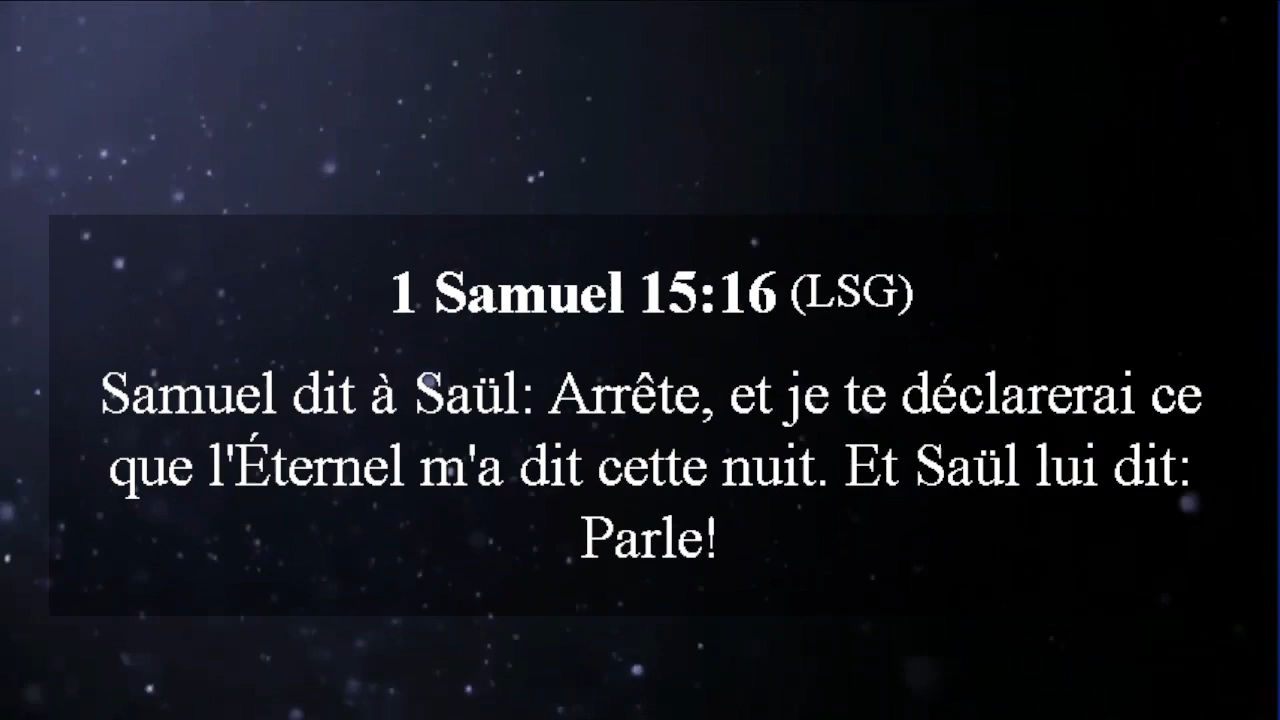 1 Samuel 15:16 (LSG)
Samuel dit à Saül: Arrête, et je te déclarerai ce
que l'Éternel m'a dit cette nuit. Et Saül lui dit:
Parle!